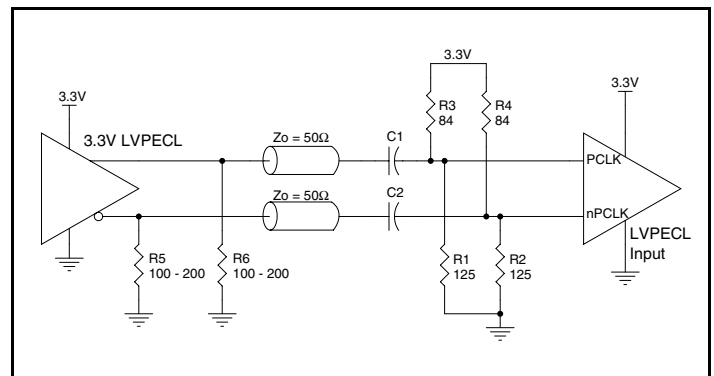 3.3V
3.3V
3.3V
R3
84
R4
84
3.3V LVPECL
Zo = 50Ω
C1
PCLK
Zo = 50Ω
C2
nPCLK
LVPECL
Input
R5
100 - 200
R6
100 - 200
R1
125
R2
125